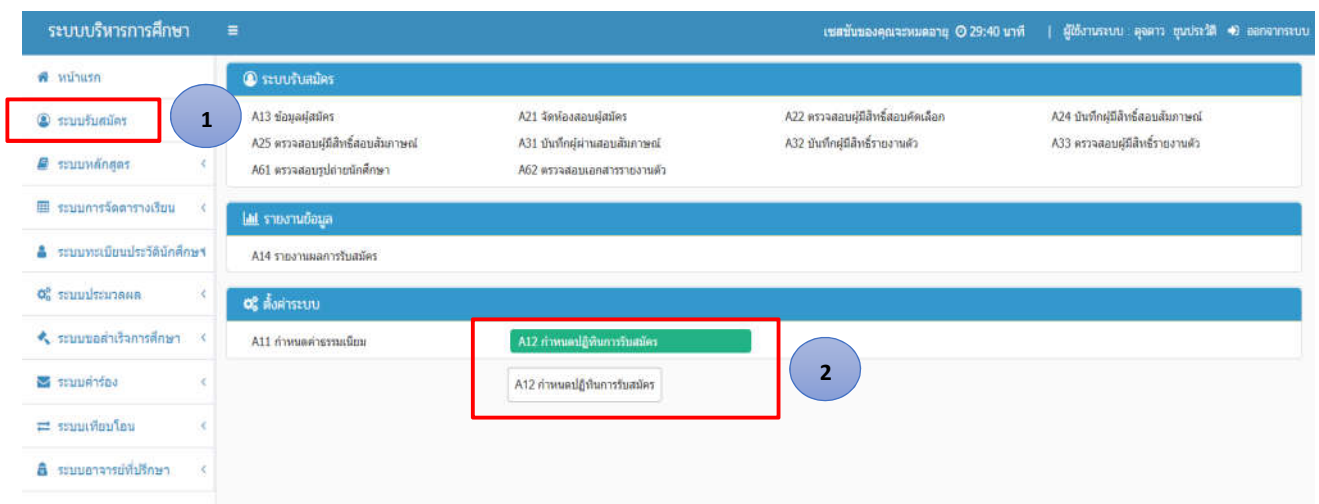 ระบบบริหารการศึกษา
เซสชันของคุณจะหมดอายุ 29:40 นาที | ผู้ใช้งานระบบ ดุจดาว ขุนประวัติ ออกจากระบบ
หน้าแรก
ระบบรับสมัคร
1
ระบบหลักสูตร
ระบบการจัดตารางเรียน
ระบบทะเบียนประวัตินักศึกษา
ระบบประมวลผล
ระบบขอสำเร็จการศึกษา
ระบบคำร้อง
ระบบเทียบโอน
ระบบอาจารย์ที่ปรึกษา
ระบบรับสมัคร
A13 ข้อมูลผู้สมัคร A21 จัดห้องสอบผู้สมัคร A22 ตรวจสอบผู้มีสิทธิ์สอบคัดเลือก A24 บันทึกผู้มีสิทธิ์สอบสัมภาษณ์
A25 ตรวจสอบผู้มีสิทธิ์สอบสัมภาษณ์ A31 บันทึกผู้ผ่านสอบสัมภาษณ์ A32 บันทึกผู้มีสิทธิ์รายงานตัว A33 ตรวจสอบผู้มีสิทธิ์รายงานตัว
A61 ตรวจสอบรูปถ่ายนักศึกษา A62 ตรวจสอบเอกสารรายงานตัว
รายงานข้อมูล
A14 รายงานผลการรับสมัคร
ตั้งค่าระบบ
A11 กำหนดค่าธรรมเนียม A12 กำหนดปฏิทินการรับสมัคร
A12 กำหนดปฏิทินการรับสมัคร
2